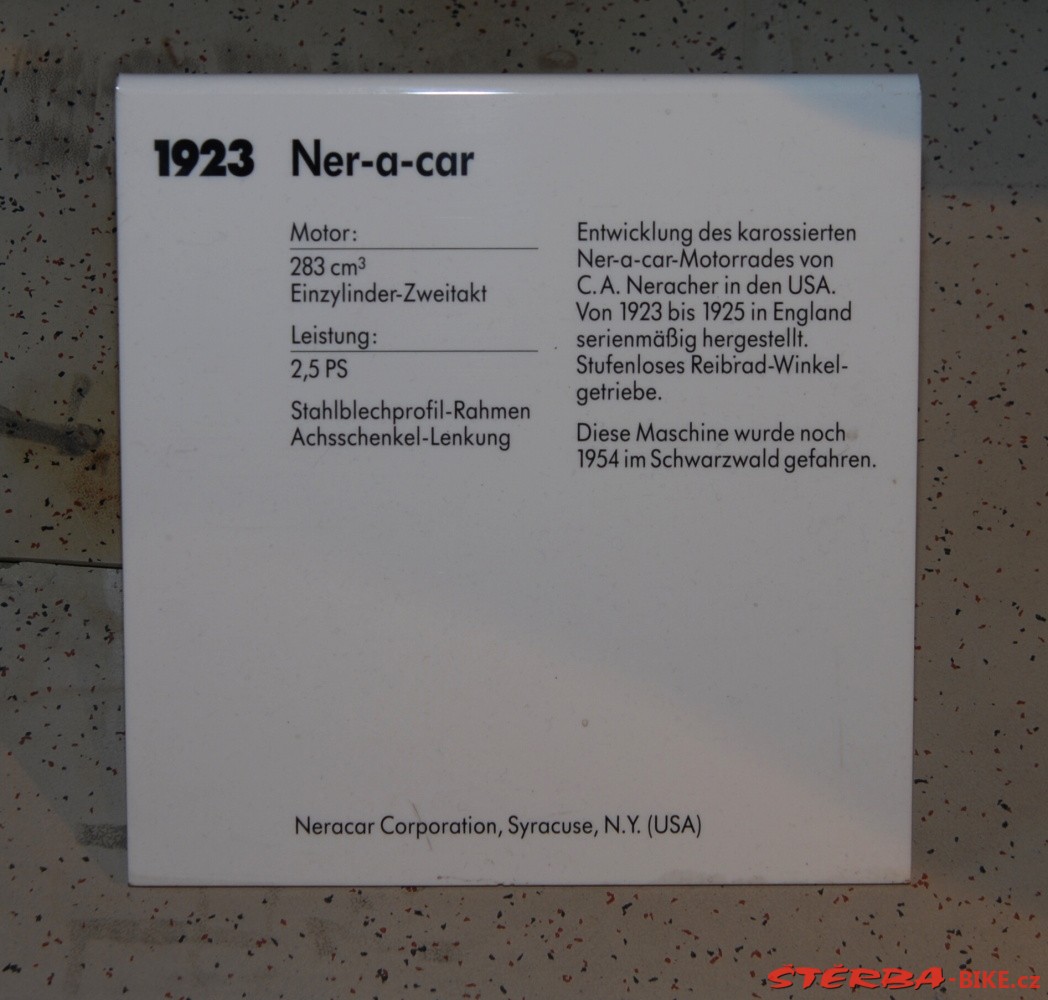 1923 Ner-a-car
Motor:
283 cm³
Einzylinder-Zweitakt
Leistung:
2,5 PS
Stahlblechprofil-Rahmen
Achsschenkel-Lenkung
Entwicklung des karossierten
Ner-a-car-Motorrades von
C.A. Neracher in den USA.
Von 1923 bis 1925 in England
serienmäßig hergestellt.
Stufenloses Reibrad-Winkel-
getriebe.
Diese Maschine wurde noch
1954 im Schwarzwald gefahren.
Neracar Corporation, Syracuse, N.Y. (USA)
ŠTĚRBA-BIKE.cz